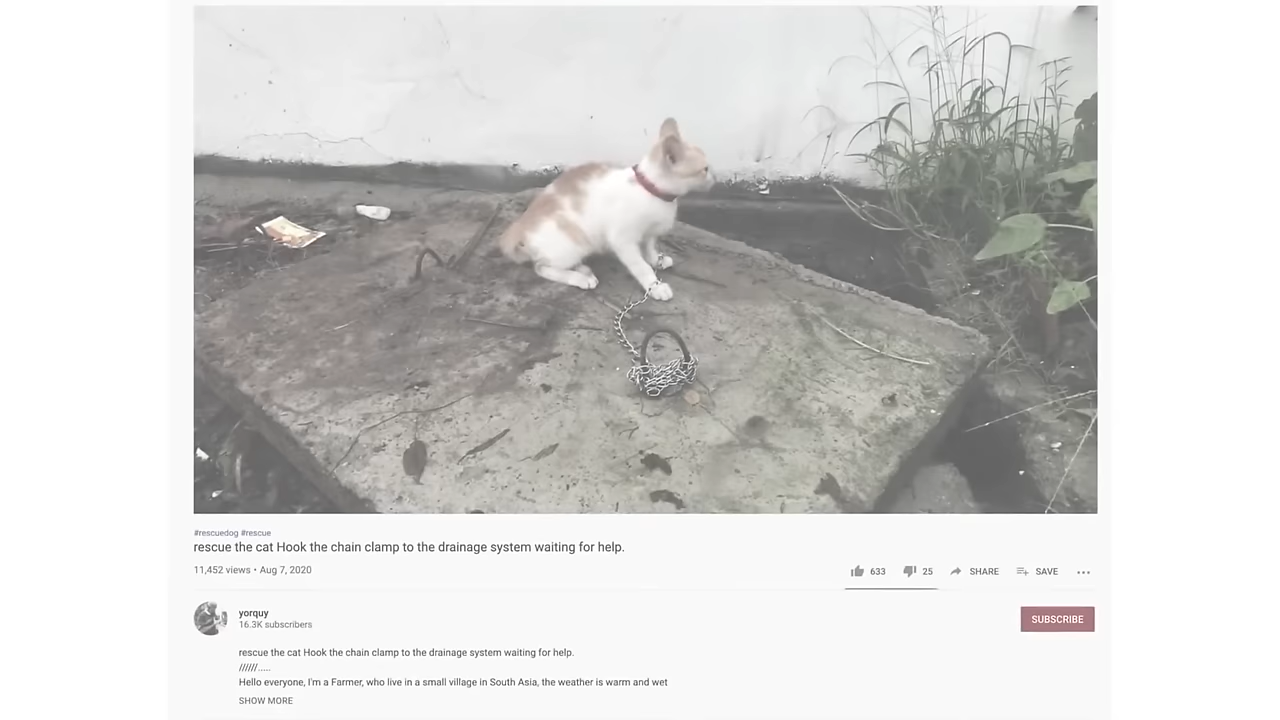 #rescuedog #rescue
rescue the cat Hook the chain clamp to the drainage system waiting for help.
11,452 views • Aug 7, 2020
633 25 SHARE SAVE
yorquy
16.3K subscribers
SUBSCRIBE
rescue the cat Hook the chain clamp to the drainage system waiting for help.
//////.....
Hello everyone, I'm a Farmer, who live in a small village in South Asia, the weather is warm and wet
SHOW MORE